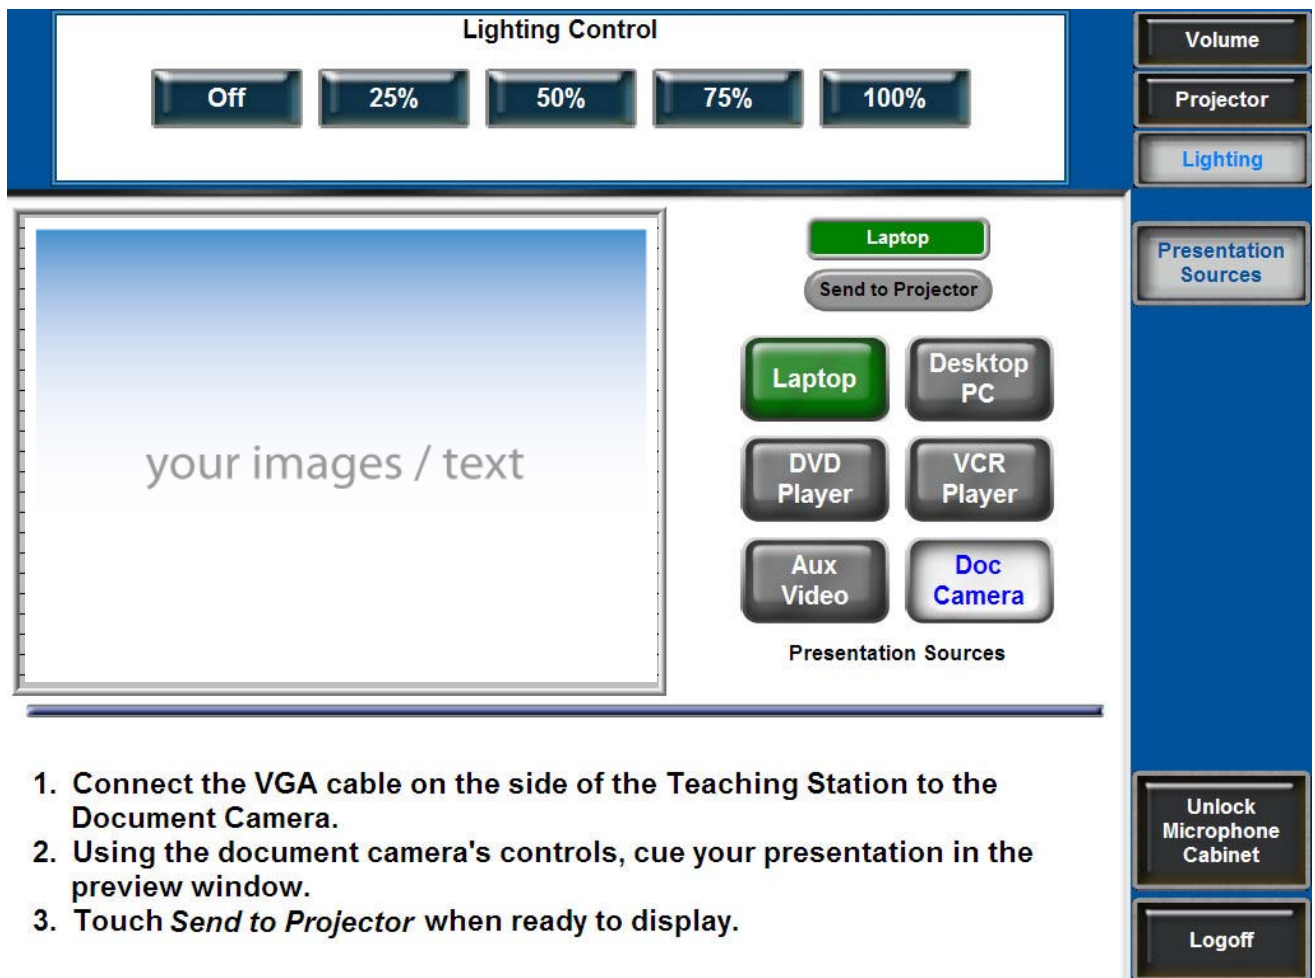 Lighting Control
Off
25%
50%
75%
100%
Volume
Projector
Lighting
Presentation
Sources
your images / text
Laptop
Send to Projector
Laptop
Desktop
PC
DVD
Player
VCR
Player
Aux
Video
Doc
Camera
Presentation Sources
1. Connect the VGA cable on the side of the Teaching Station to the
Document Camera.
2. Using the document camera's controls, cue your presentation in the
preview window.
3. Touch Send to Projector when ready to display.
Unlock
Microphone
Cabinet
Logoff